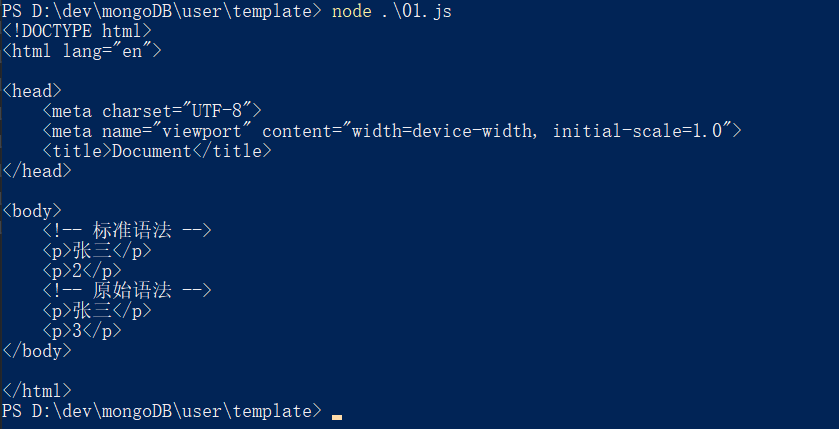 PS D:\dev\mongoDB\user\template> node .\01.js
<!DOCTYPE html>
<html lang="en">
<head>
<meta charset="UTF-8">
<meta name="viewport" content="width=device-width, initial-scale=1.0">
<title>Document</title>
</head>
<body>
<!-- 标准语法 -->
<p>张三</p>
<p>2</p>
<!-- 原始语法 -->
<p>张三</p>
<p>3</p>
</body>
</html>
PS D:\dev\mongoDB\user\template>